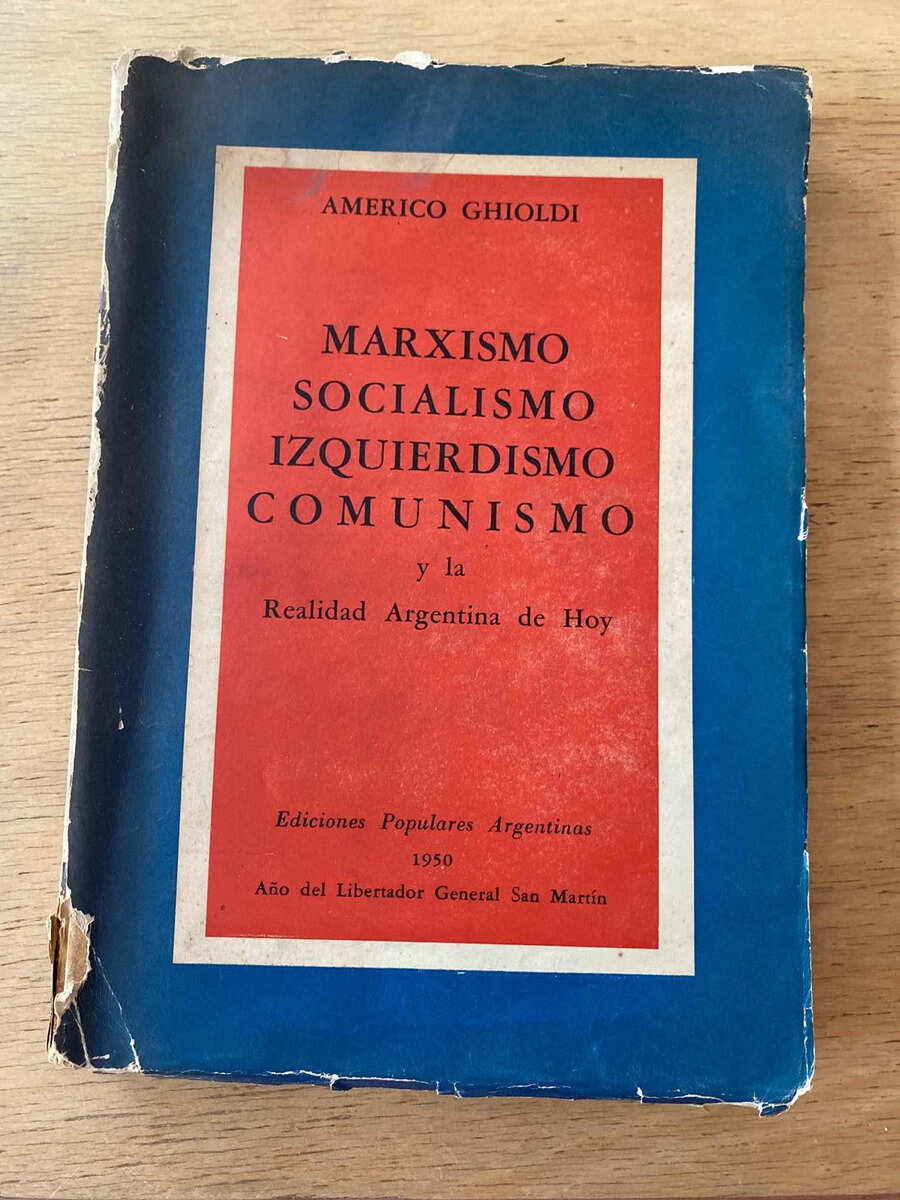 AMERICO GHIOLDI
MARXISMO
SOCIALISMO
IZQUIERDISMO
COMUNISMO
y la
Realidad Argentina de Hoy
Ediciones Populares Argentinas
1950
Año del Libertador General San Martín